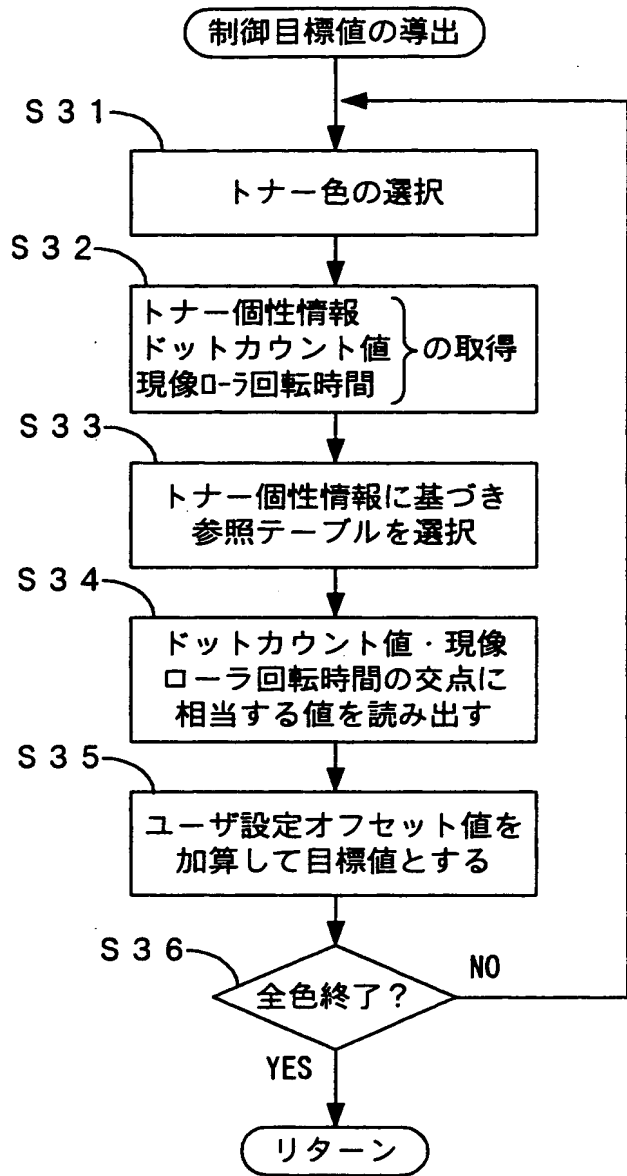 制御目標値の導出
S31
トナー色の選択
S32
トナー個性情報
ドットカウント値
現像ローラ回転時間
の取得
S33
トナー個性情報に基づき
参照テーブルを選択
S34
ドットカウント値・現像
ローラ回転時間の交点に
相当する値を読み出す
S35
ユーザ設定オフセット値を
加算して目標値とする
S36
全色終了?
NO
YES
リターン